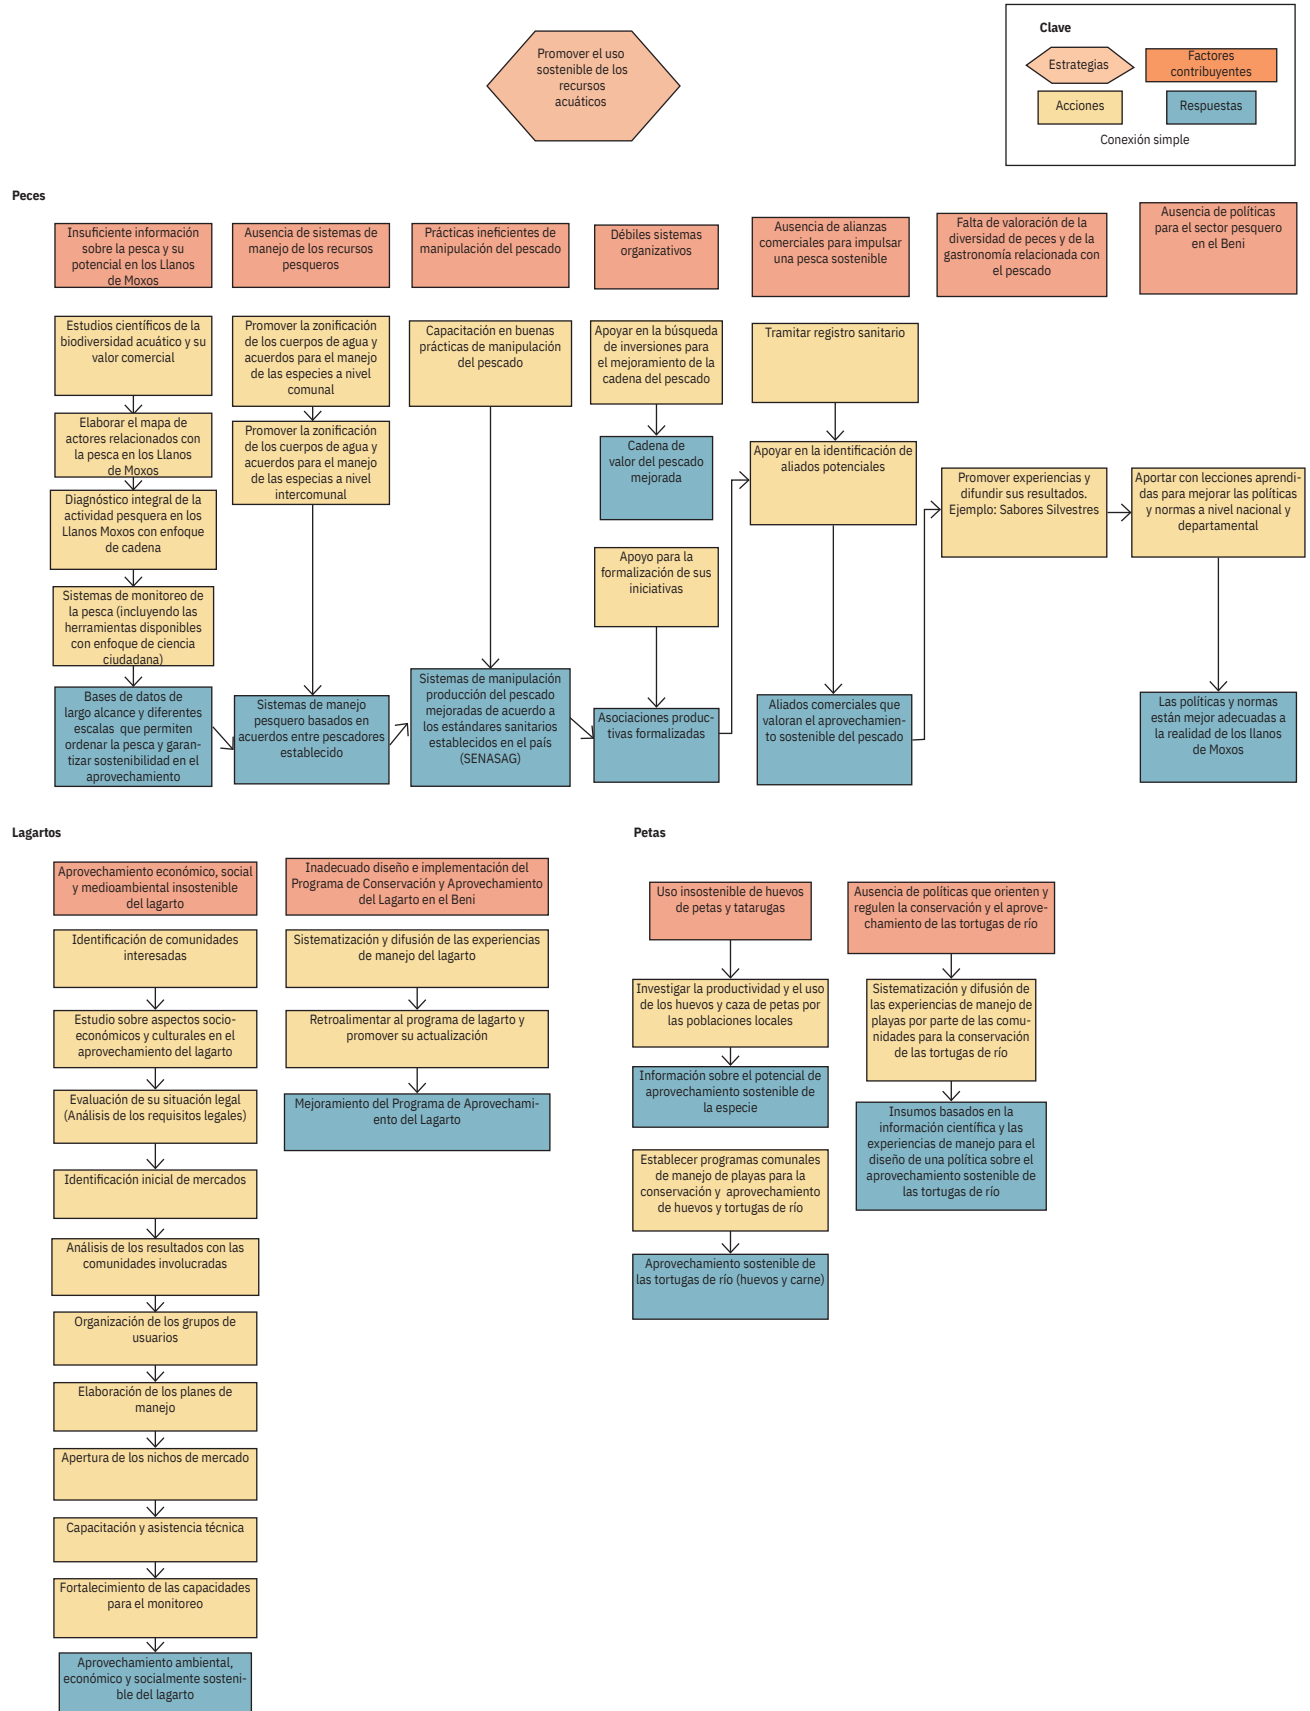 Promover el uso
sostenible de los
recursos
acuáticos
Clave
Estrategias
Factores
contribuyentes
Acciones
Respuestas
Conexión simple
Peces
Insuficiente información
sobre la pesca y su
potencial en los Llanos
de Moxos
Ausencia de sistemas de
manejo de los recursos
pesqueros
Prácticas ineficientes de
manipulación del pescado
Débiles sistemas
organizativos
Ausencia de alianzas
comerciales para impulsar
una pesca sostenible
Falta de valoración de la
diversidad de peces y de la
gastronomía relacionada con
el pescado
Ausencia de políticas
para el sector pesquero
en el Beni
Estudios científicos de la
biodiversidad acuático y su
valor comercial
Promover la zonificación
de los cuerpos de agua y
acuerdos para el manejo
de las especies a nivel
comunal
Capacitación en buenas
prácticas de manipulación
del pescado
Apoyar en la búsqueda
de inversiones para
el mejoramiento de la
cadena del pescado
Tramitar registro sanitario
Elaborar el mapa de
actores relacionados con
la pesca en los Llanos
de Moxos
Promover la zonificación
de los cuerpos de agua y
acuerdos para el manejo
de las especias a nivel
intercomunal
Cadena de
valor del pescado
mejorada
Apoyar en la identificación de
aliados potenciales
Promover experiencias y
difundir sus resultados.
Ejemplo: Sabores Silvestres
Aportar con lecciones aprendi-
das para mejorar las políticas
y normas a nivel nacional y
departamental
Diagnóstico integral de la
actividad pesquera en los
Llanos Moxos con enfoque
de cadena
Apoyo para la
formalización de sus
iniciativas
Sistemas de monitoreo de
la pesca (incluyendo las
herramientas disponibles
con enfoque de ciencia
ciudadana)
Bases de datos de
largo alcance y diferentes
escalas que permiten
ordenar la pesca y garan-
tizar sostenibilidad en el
aprovechamiento
Sistemas de manejo
pesquero basados en
acuerdos entre pescadores
establecido
Sistemas de manipulación
producción del pescado
mejoradas de acuerdo a
los estándares sanitarios
establecidos en el país
(SENASAG)
Asociaciones produc-
tivas formalizadas
Aliados comerciales que
valoran el aprovechamien-
to sostenible del pescado
Las políticas y normas
están mejor adecuadas a
la realidad de los llanos
de Moxos
Lagartos
Aprovechamiento económico, social
y medioambiental insostenible
del lagarto
Inadecuado diseño e implementación del
Programa de Conservación y Aprovechamiento
del Lagarto en el Beni
Identificación de comunidades
interesadas
Sistematización y difusión de las experiencias
de manejo del lagarto
Estudio sobre aspectos socio-
económicos y culturales en el
aprovechamiento del lagarto
Retroalimentar al programa de lagarto y
promover su actualización
Evaluación de su situación legal
(Análisis de los requisitos legales)
Mejoramiento del Programa de Aprovechami-
ento del Lagarto
Identificación inicial de mercados
Análisis de los resultados con las
comunidades involucradas
Organización de los grupos de
usuarios
Elaboración de los planes de
manejo
Apertura de los nichos de mercado
Capacitación y asistencia técnica
Fortalecimiento de las capacidades
para el monitoreo
Aprovechamiento ambiental,
económico y socialmente sosteni-
ble del lagarto
Petas
Uso insostenible de huevos
de petas y tatarugas
Ausencia de políticas que orienten y
regulen la conservación y el aprove-
chamiento de las tortugas de río
Investigar la productividad y el uso
de los huevos y caza de petas por
las poblaciones locales
Sistematización y difusión de
las experiencias de manejo de
playas por parte de las comu-
nidades para la conservación
de las tortugas de río
Información sobre el potencial de
aprovechamiento sostenible de
la especie
Insumos basados en la
información científica y las
experiencias de manejo para el
diseño de una política sobre el
aprovechamiento sostenible de
las tortugas de río
Establecer programas comunales
de manejo de playas para la
conservación y aprovechamiento
de huevos y tortugas de río
Aprovechamiento sostenible de
las tortugas de río (huevos y carne)